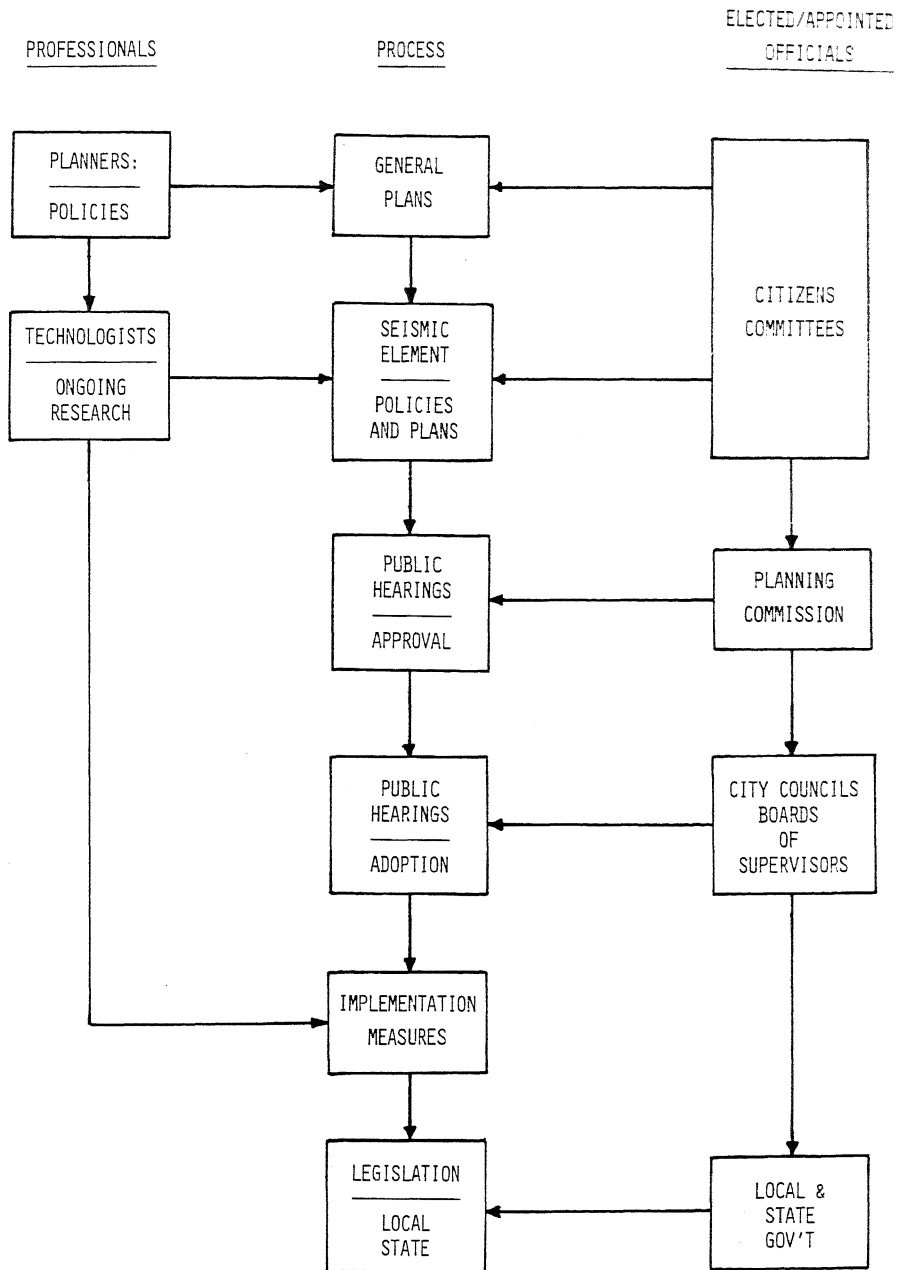 PROFESSIONALS
PROCESS
ELECTED/APPOINTED
OFFICIALS
PLANNERS:
POLICIES
GENERAL
PLANS
CITIZENS
COMMITTEES
TECHNOLOGISTS
ONGOING
RESEARCH
SEISMIC
ELEMENT
POLICIES
AND PLANS
PUBLIC
HEARINGS
APPROVAL
PLANNING
COMMISSION
PUBLIC
HEARINGS
ADOPTION
CITY COUNCILS
BOARDS
OF
SUPERVISORS
IMPLEMENTATION
MEASURES
LEGISLATION
LOCAL
STATE
LOCAL &
STATE
GOV'T